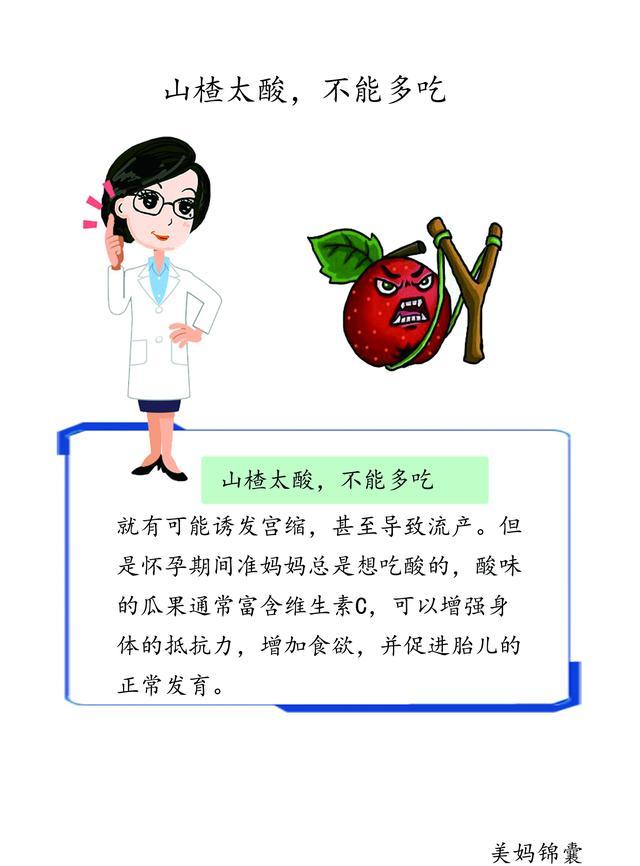 山楂太酸，不能多吃
山楂太酸，不能多吃
就有可能诱发宫缩，甚至导致流产。但
是怀孕期间准妈妈总是想吃酸的，酸味
的瓜果通常富含维生素C，可以增强身
体的抵抗力，增加食欲，并促进胎儿的
正常发育。
美妈锦囊